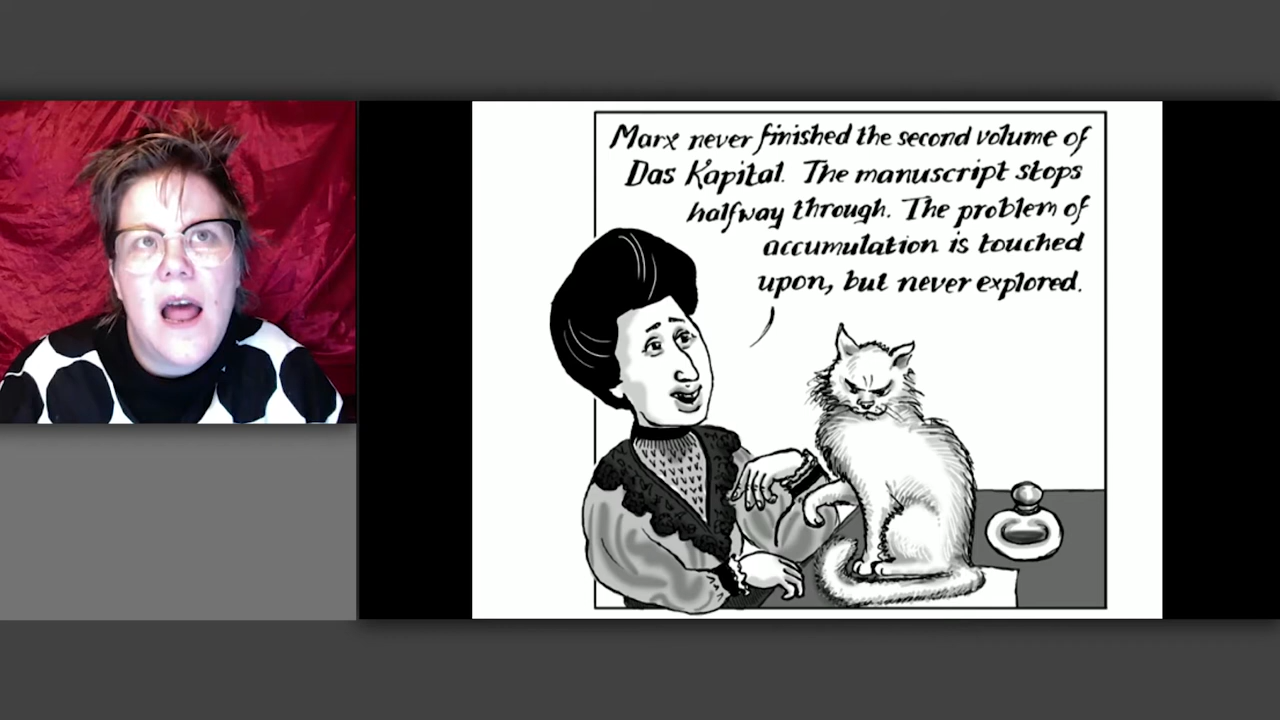 Marx never finished the second volume of
Das Kapital. The manuscript stops
halfway through. The problem of
accumulation is touched
upon, but never explored.